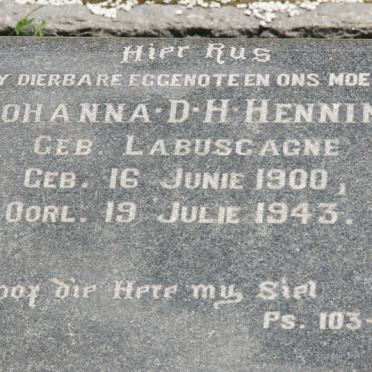 Hier Rus
Y DIERBARE EGGENOTE EN ONS MOE
OHANNA·D·H·HENNIN
GEB. LABUSCAGNE
GEB. 16 JUNIE 1900,
OORL. 19 JULIE 1943.
oof die Here my Siel
Ps. 103-